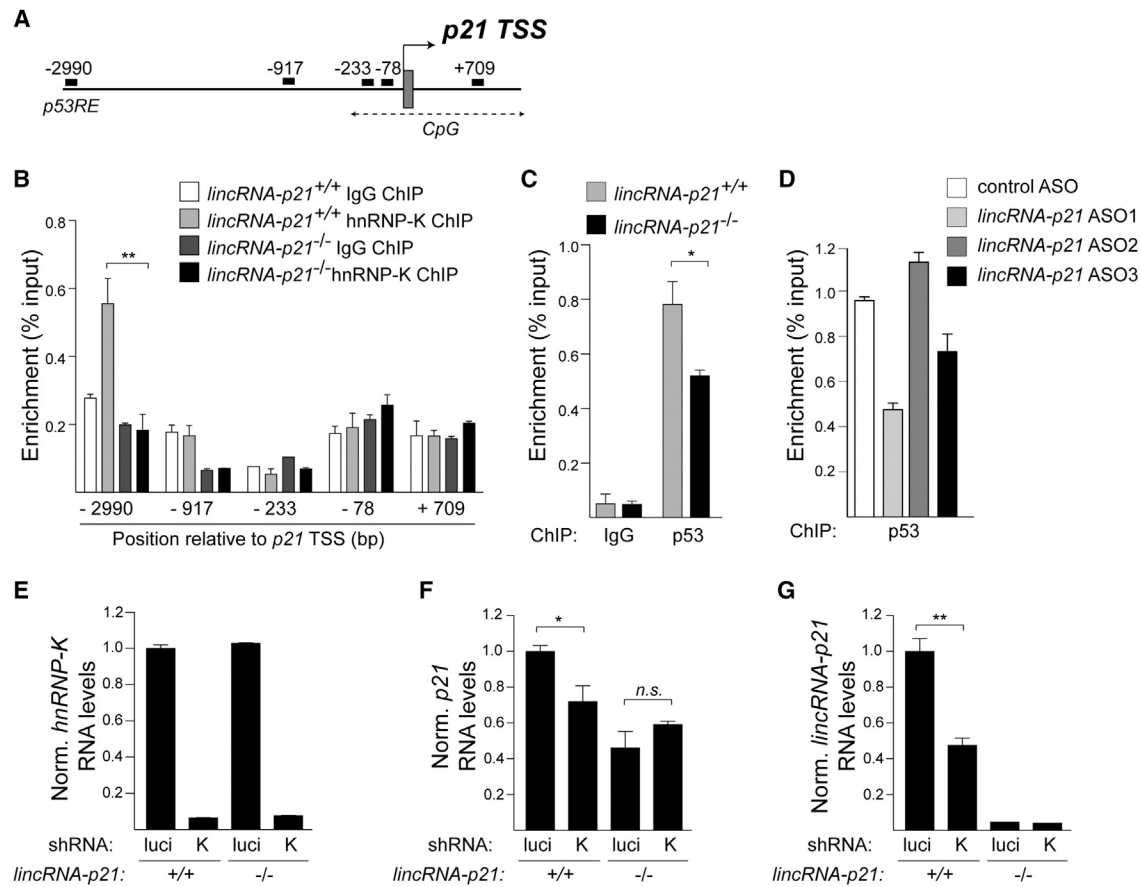 A
p21 TSS
-2990
-917
-233
-78
+709
p53RE
CpG
B
lincRNA-p21+/+ IgG ChIP
lincRNA-p21+/+ hnRNP-K ChIP
lincRNA-p21-/- IgG ChIP
lincRNA-p21-/-hnRNP-K ChIP
Enrichment (% input)
0.8
0.6
0.4
0.2
**
- 2990
- 917
- 233
- 78
+ 709
Position relative to p21 TSS (bp)
C
lincRNA-p21+/+
lincRNA-p21-/-
Enrichment (% input)
1.0
0.8
0.6
0.4
0.2
*
ChIP: IgG p53
D
control ASO
lincRNA-p21 ASO1
lincRNA-p21 ASO2
lincRNA-p21 ASO3
Enrichment (% input)
1.2
1.0
0.8
0.6
0.4
0.2
ChIP: p53
E
Norm. hnRNP-K
RNA levels
1.2
1.0
0.8
0.6
0.4
0.2
shRNA: luci K luci K
lincRNA-p21: +/+ -/-
F
Norm. p21
RNA levels
1.2
1.0
0.8
0.6
0.4
0.2
*
n.s.
shRNA: luci K luci K
lincRNA-p21: +/+ -/-
G
Norm. lincRNA-p21
RNA levels
1.2
1.0
0.8
0.6
0.4
0.2
**
shRNA: luci K luci K
lincRNA-p21: +/+ -/-